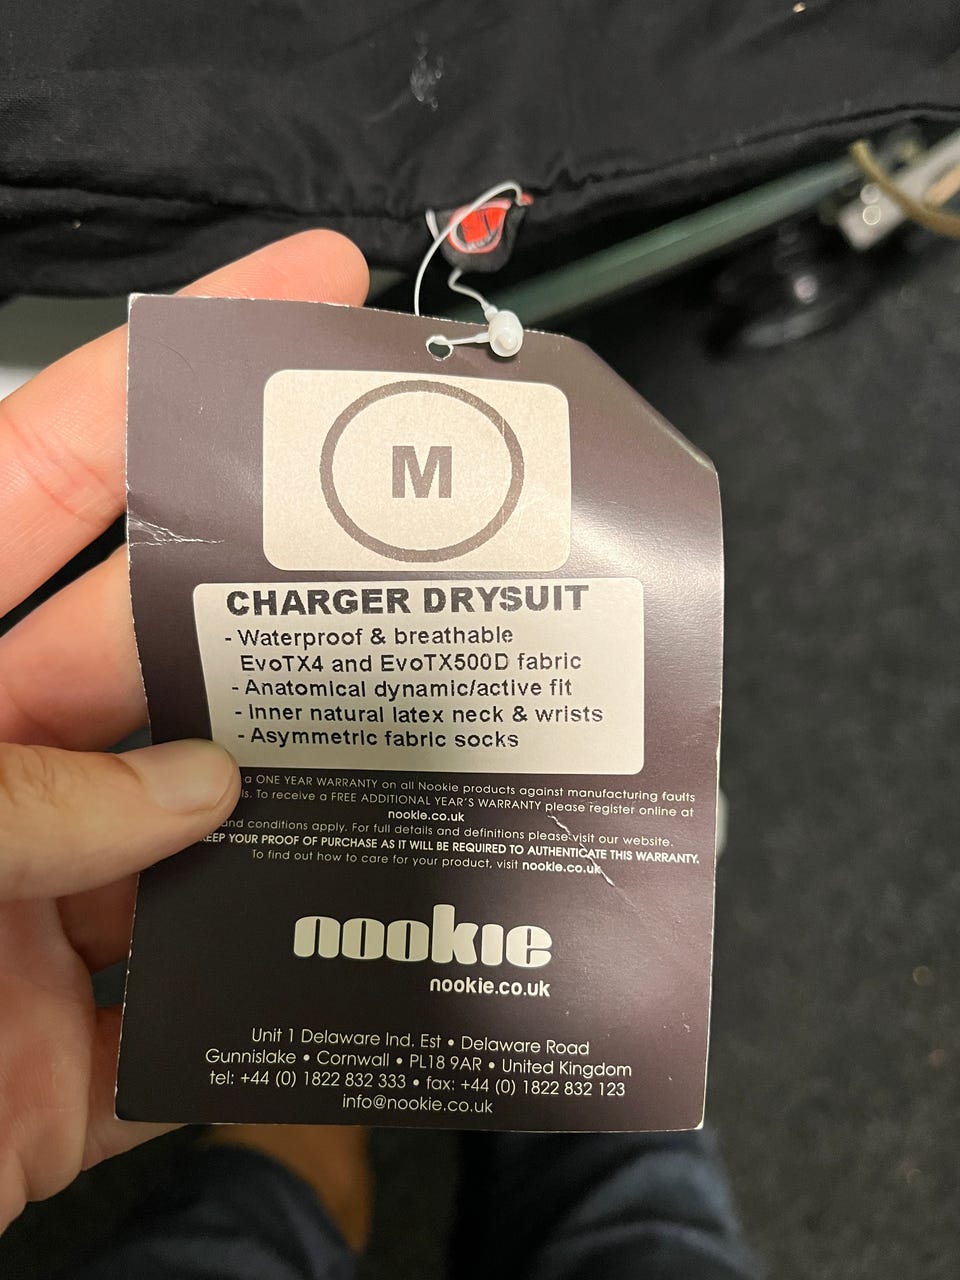 M
CHARGER DRYSUIT
- Waterproof & breathable
EvoTX4 and EvoTX500D fabric
- Anatomical dynamic/active fit
- Inner natural latex neck & wrists
- Asymmetric fabric socks
a ONE YEAR WARRANTY on all Nookie products against manufacturing faults
ls. To receive a FREE ADDITIONAL YEAR'S WARRANTY please register online at
nookie.co.uk
and conditions apply. For full details and definitions please visit our website.
KEEP YOUR PROOF OF PURCHASE AS IT WILL BE REQUIRED TO AUTHENTICATE THIS WARRANTY.
To find out how to care for your product, visit nookie.co.uk
nookie
nookie.co.uk
Unit 1 Delaware Ind. Est • Delaware Road
Gunnislake • Cornwall • PL18 9AR • United Kingdom
tel: +44 (0) 1822 832 333 • fax: +44 (0) 1822 832 123
info@nookie.co.uk